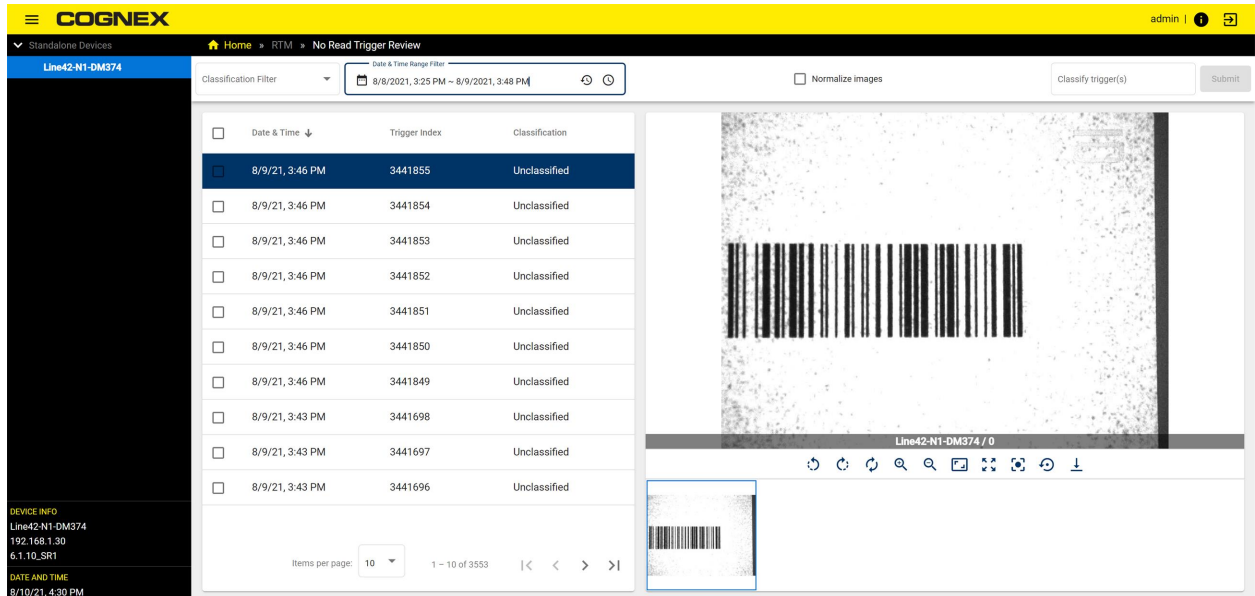 COGNEX
admin |
Standalone Devices
Home » RTM » No Read Trigger Review
Line42-N1-DM374
Classification Filter
Date & Time Range Filter
8/8/2021, 3:25 PM ~ 8/9/2021, 3:48 PM
Normalize images
Classify trigger(s)
Submit
Date & Time Trigger Index Classification
8/9/21, 3:46 PM 3441855 Unclassified
8/9/21, 3:46 PM 3441854 Unclassified
8/9/21, 3:46 PM 3441853 Unclassified
8/9/21, 3:46 PM 3441852 Unclassified
8/9/21, 3:46 PM 3441851 Unclassified
8/9/21, 3:46 PM 3441850 Unclassified
8/9/21, 3:46 PM 3441849 Unclassified
8/9/21, 3:43 PM 3441698 Unclassified
8/9/21, 3:43 PM 3441697 Unclassified
8/9/21, 3:43 PM 3441696 Unclassified
Items per page: 10 1 – 10 of 3553
Line42-N1-DM374 / 0
DEVICE INFO
Line42-N1-DM374
192.168.1.30
6.1.10_SR1
DATE AND TIME
8/10/21, 4:30 PM